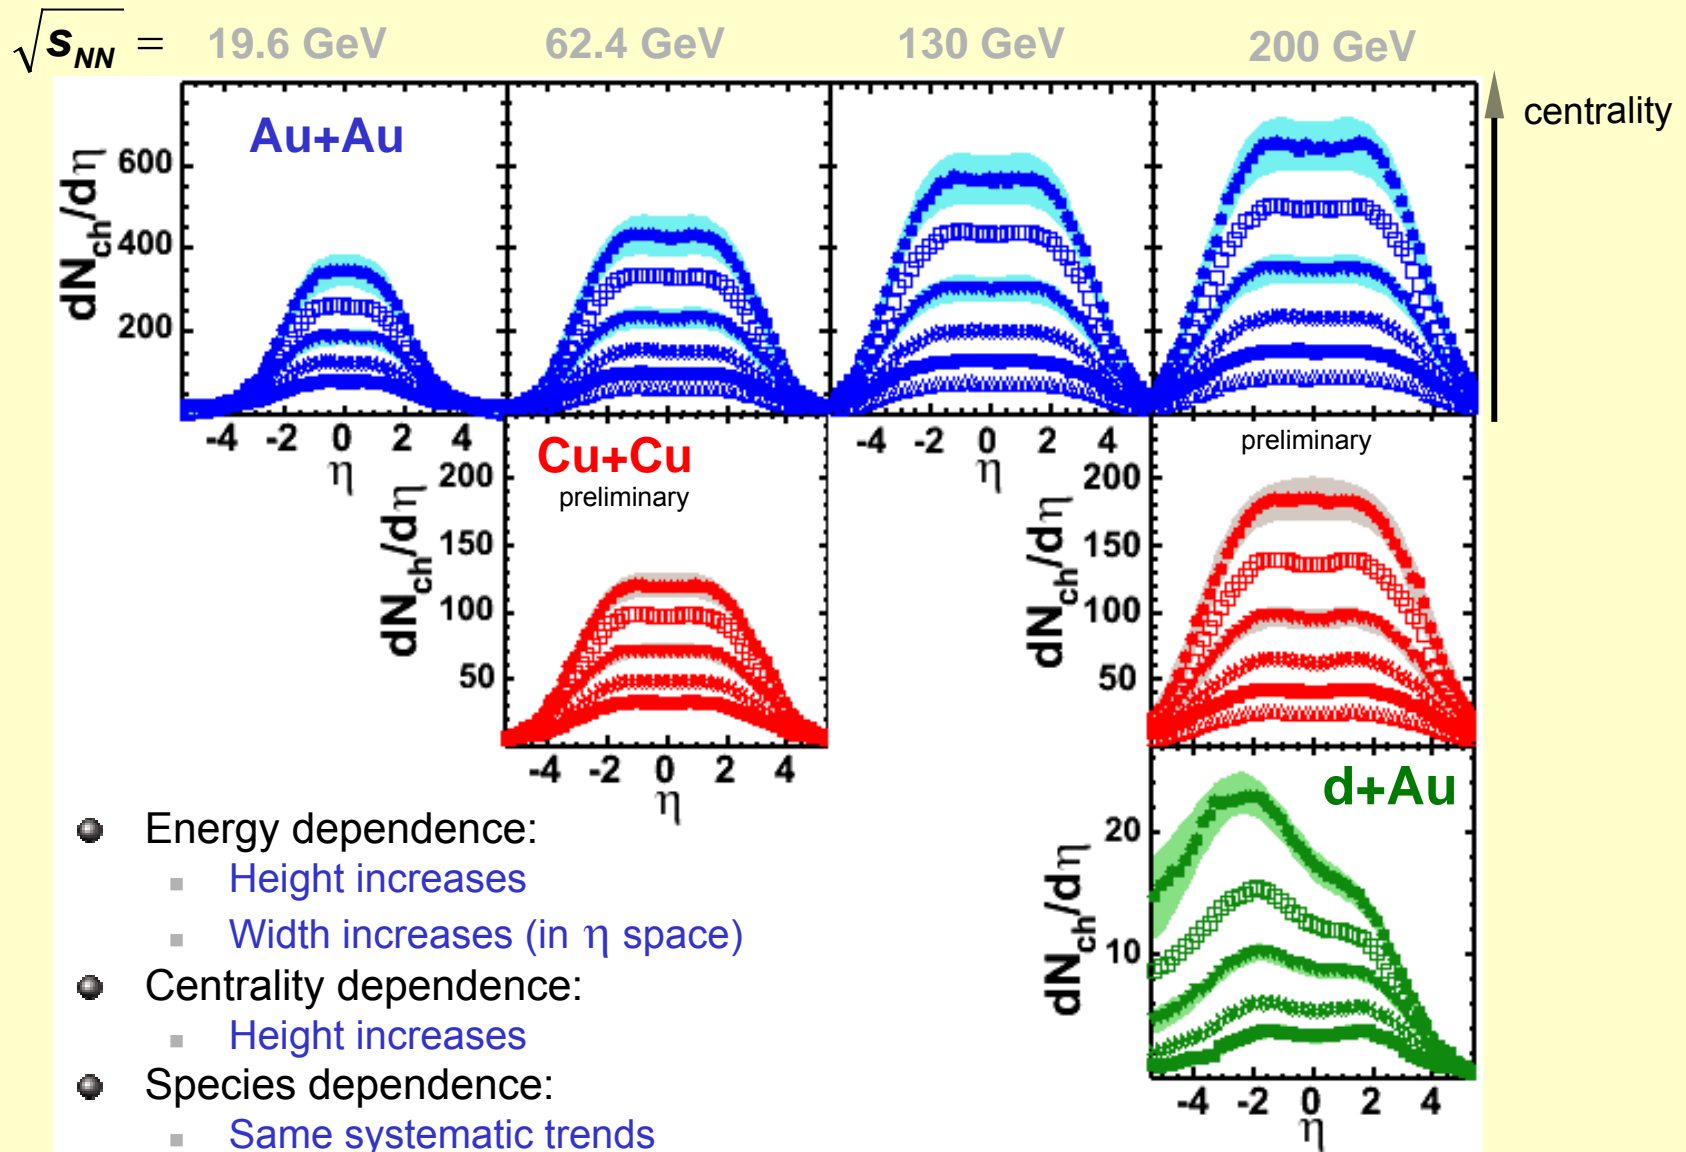 √s_NN = 19.6 GeV 62.4 GeV 130 GeV 200 GeV
centrality
Au+Au
dN_ch/dη
600
400
200
-4 -2 0 2 4
η
-4 -2 0 2 4
η
Cu+Cu
preliminary
dN_ch/dη
200
150
100
50
-4 -2 0 2 4
η
preliminary
dN_ch/dη
200
150
100
50
d+Au
dN_ch/dη
20
10
-4 -2 0 2 4
η
Energy dependence:
Height increases
Width increases (in η space)
Centrality dependence:
Height increases
Species dependence:
Same systematic trends